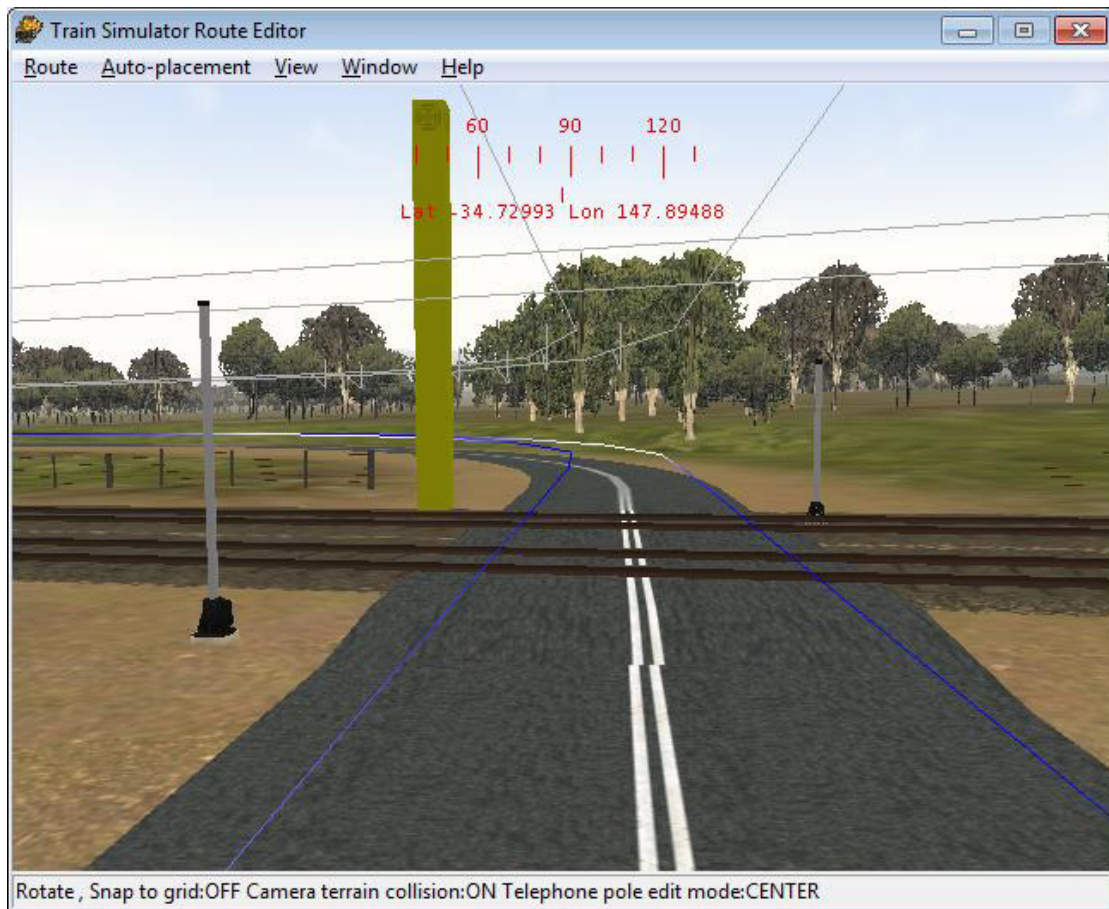 Train Simulator Route Editor
Route Auto-placement View Window Help
60 90 120
Lat -34.72993 Lon 147.89488
Rotate , Snap to grid:OFF Camera terrain collision:ON Telephone pole edit mode:CENTER